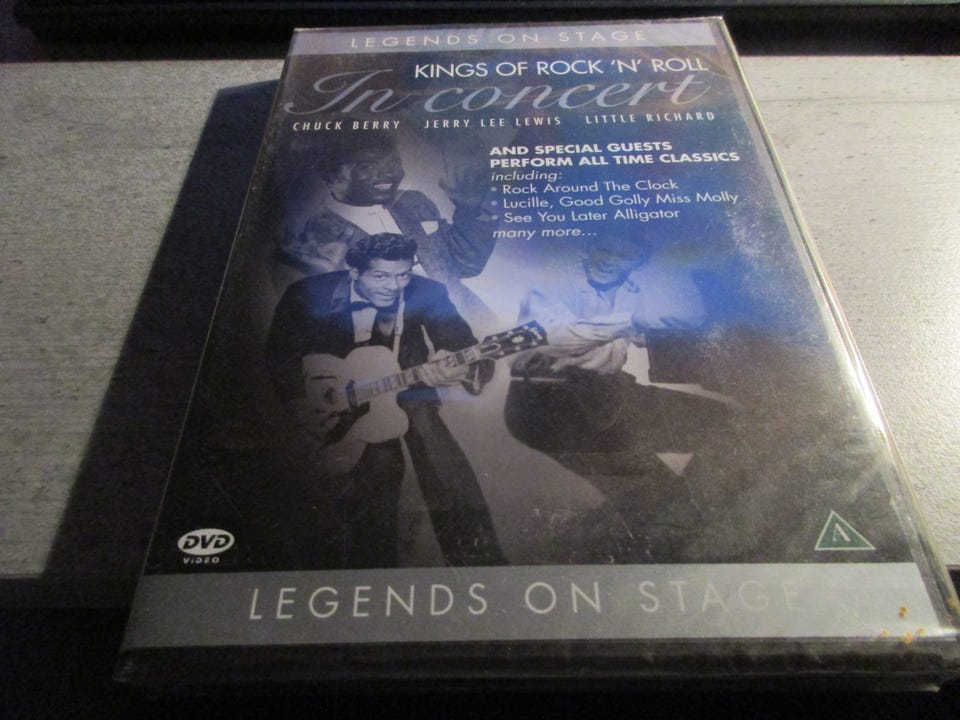 LEGENDS ON STAGE
KINGS OF ROCK 'N' ROLL
In concert
CHUCK BERRY JERRY LEE LEWIS LITTLE RICHARD
AND SPECIAL GUESTS
PERFORM ALL TIME CLASSICS
including:
• Rock Around The Clock
• Lucille, Good Golly Miss Molly
• See You Later Alligator
many more...
DVD
VIDEO
A
LEGENDS ON STAGE